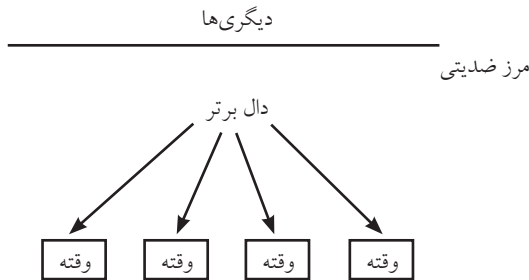 دیگری‌ها
مرز ضدیتی
دال برتر
وقته وقته وقته وقته